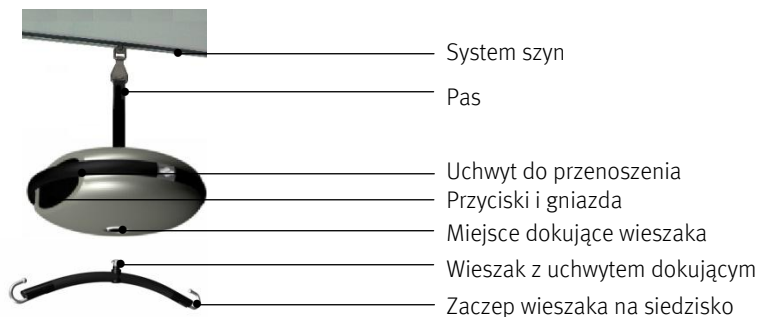 System szyn
Pas
Uchwyt do przenoszenia
Przyciski i gniazda
Miejsce dokujące wieszaka
Wieszak z uchwytem dokującym
Zaczep wieszaka na siedzisko